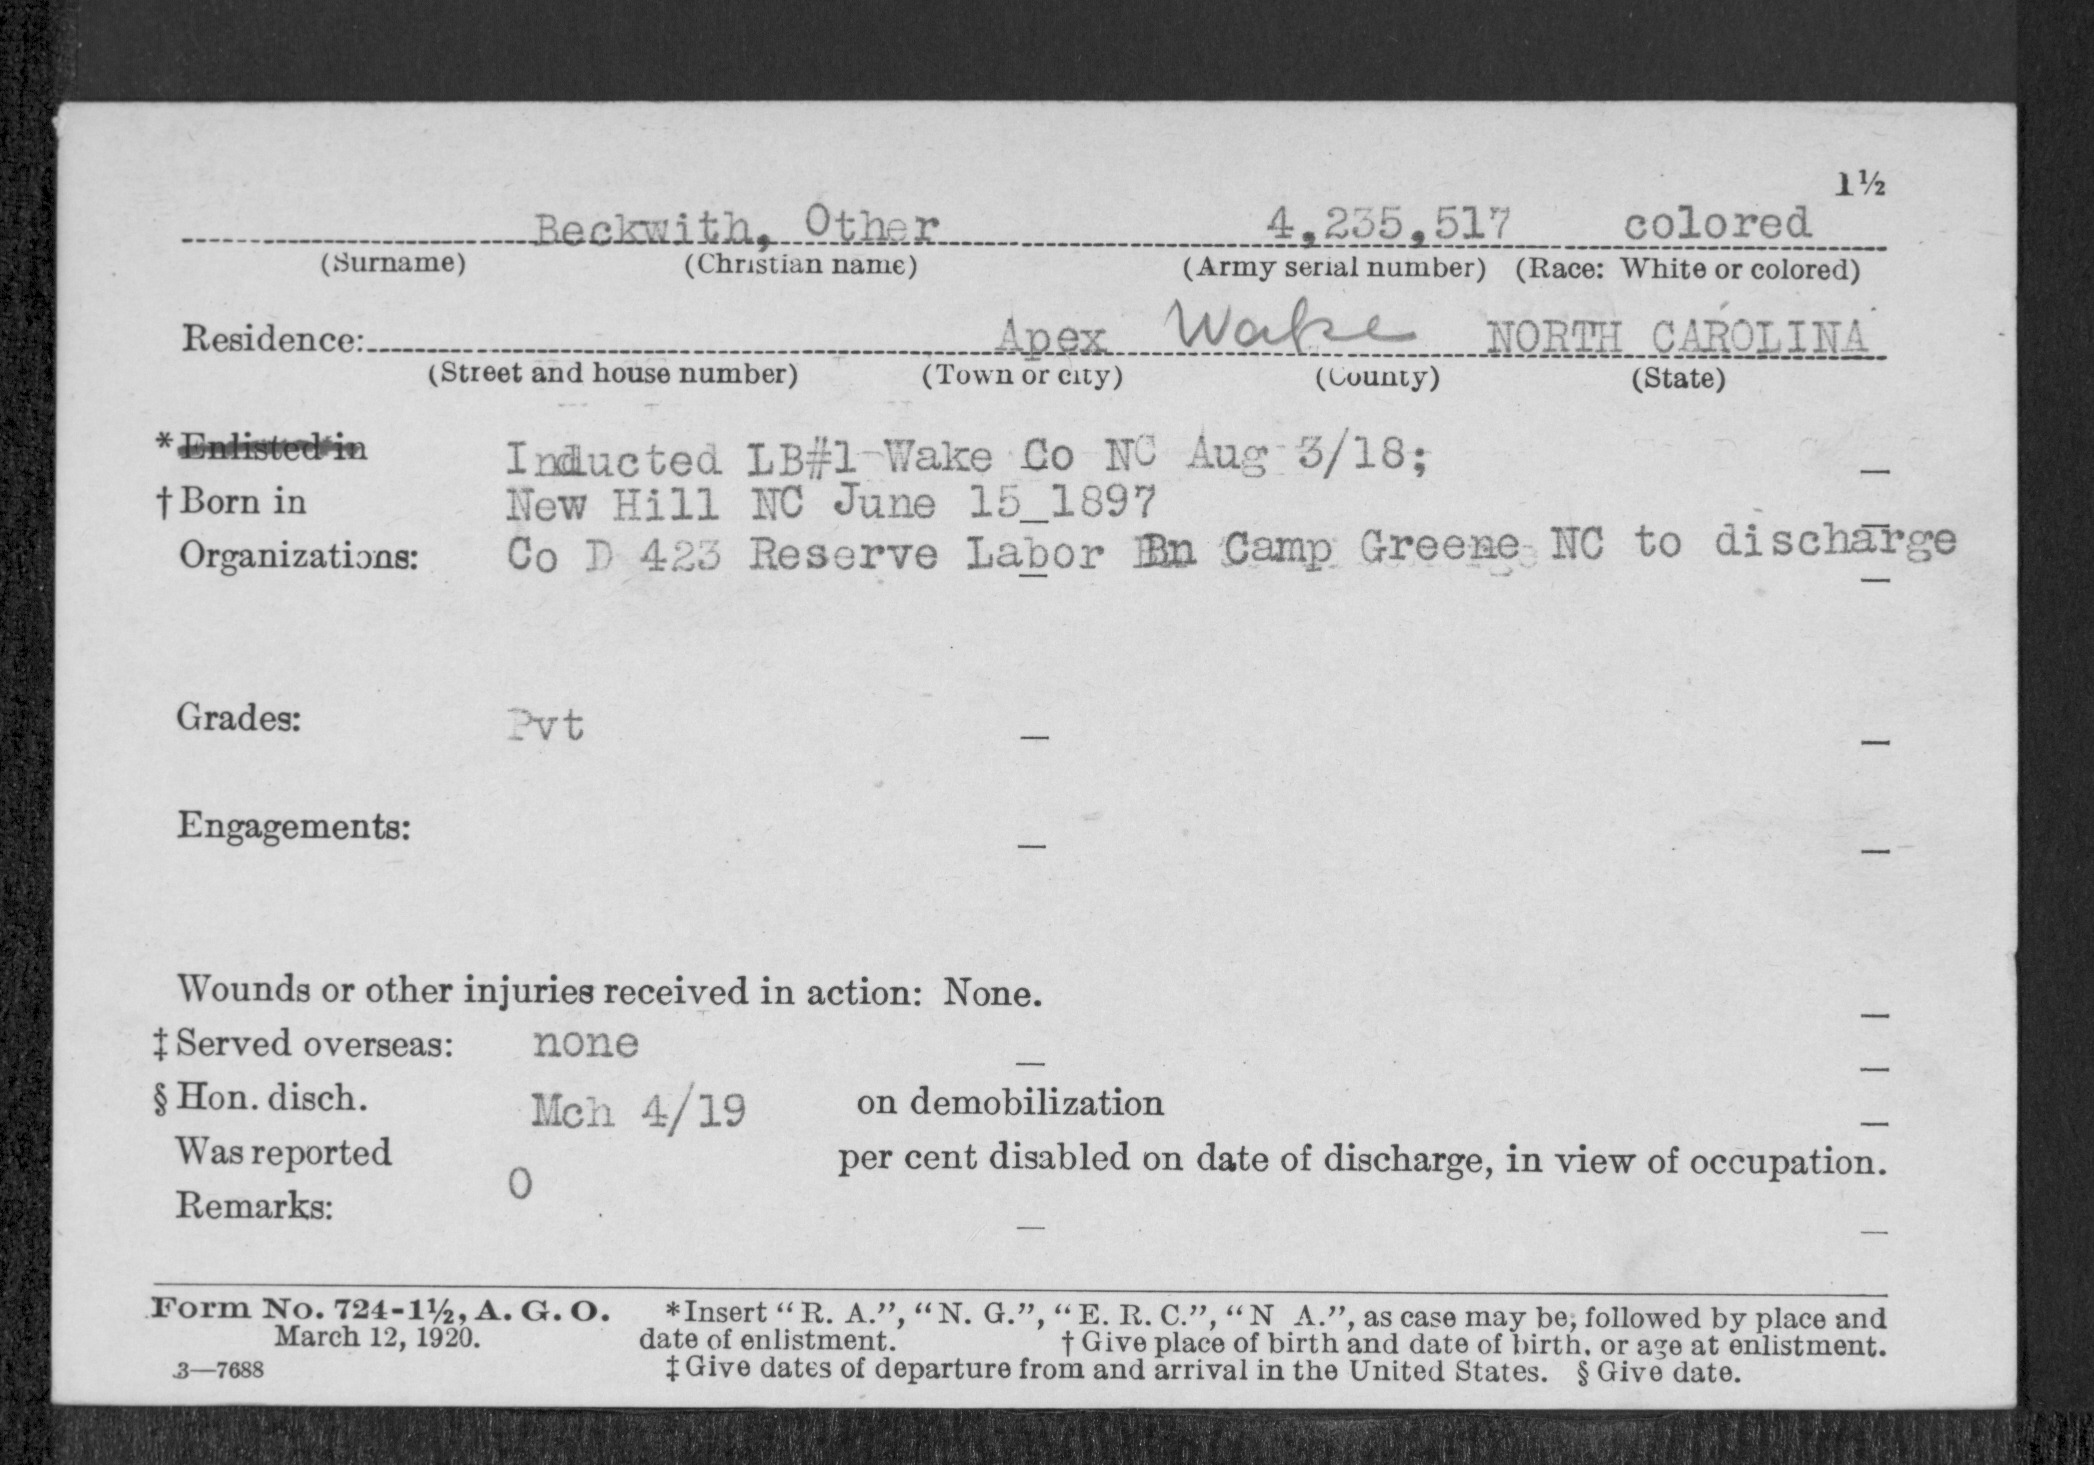 1½
Beckwith, Other 4,235,517 colored
(Surname) (Christian name) (Army serial number) (Race: White or colored)
Residence: Apex Wake NORTH CAROLINA
(Street and house number) (Town or city) (County) (State)
*Enlisted in Inducted LB#1 Wake Co NC Aug 3/18;
†Born in New Hill NC June 15_1897
Organizations: Co D 423 Reserve Labor Bn Camp Greene NC to discharge
Grades: Pvt
Engagements:
Wounds or other injuries received in action: None.
‡Served overseas: none
§Hon. disch. Mch 4/19 on demobilization
Was reported 0 per cent disabled on date of discharge, in view of occupation.
Remarks:
Form No. 724-1½, A. G. O. *Insert “R. A.”, “N. G.”, “E. R. C.”, “N A.”, as case may be, followed by place and
March 12, 1920. date of enlistment. †Give place of birth and date of birth, or age at enlistment.
3—7688 ‡Give dates of departure from and arrival in the United States. §Give date.